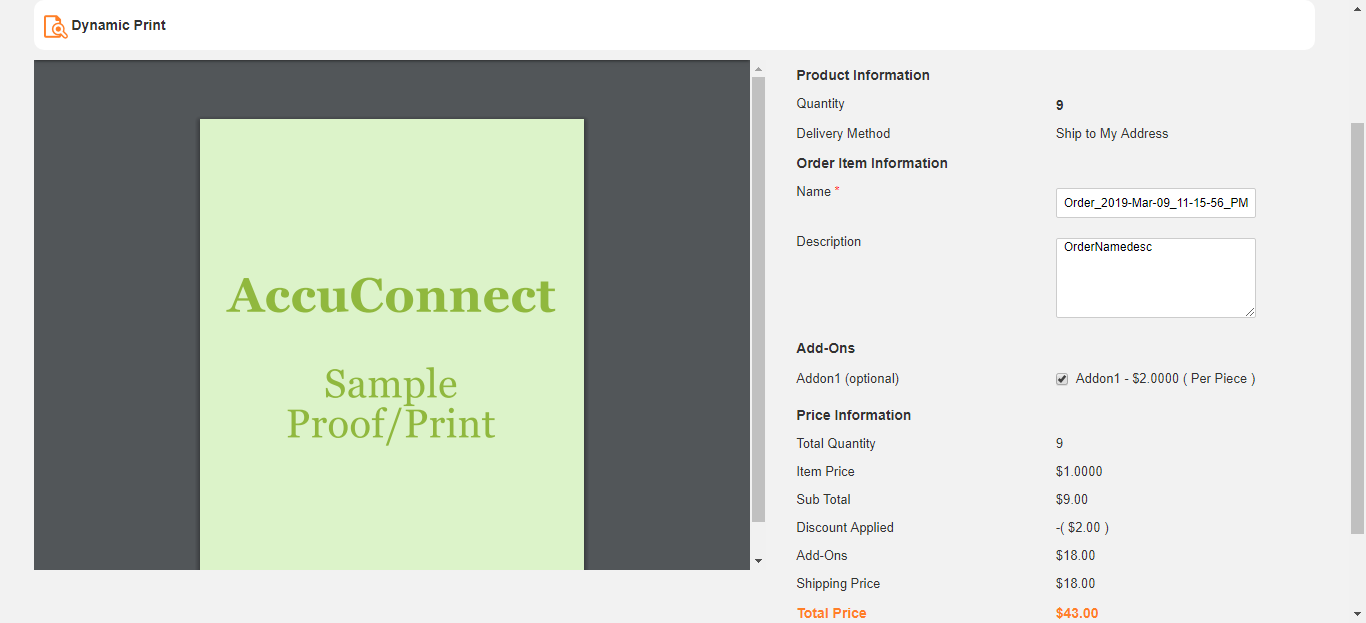 Dynamic Print
AccuConnect
Sample
Proof/Print
Product Information
Quantity 9
Delivery Method Ship to My Address
Order Item Information
Name * Order_2019-Mar-09_11-15-56_PM
Description OrderNamedesc
Add-Ons
Addon1 (optional) Addon1 - $2.0000 ( Per Piece )
Price Information
Total Quantity 9
Item Price $1.0000
Sub Total $9.00
Discount Applied -( $2.00 )
Add-Ons $18.00
Shipping Price $18.00
Total Price $43.00